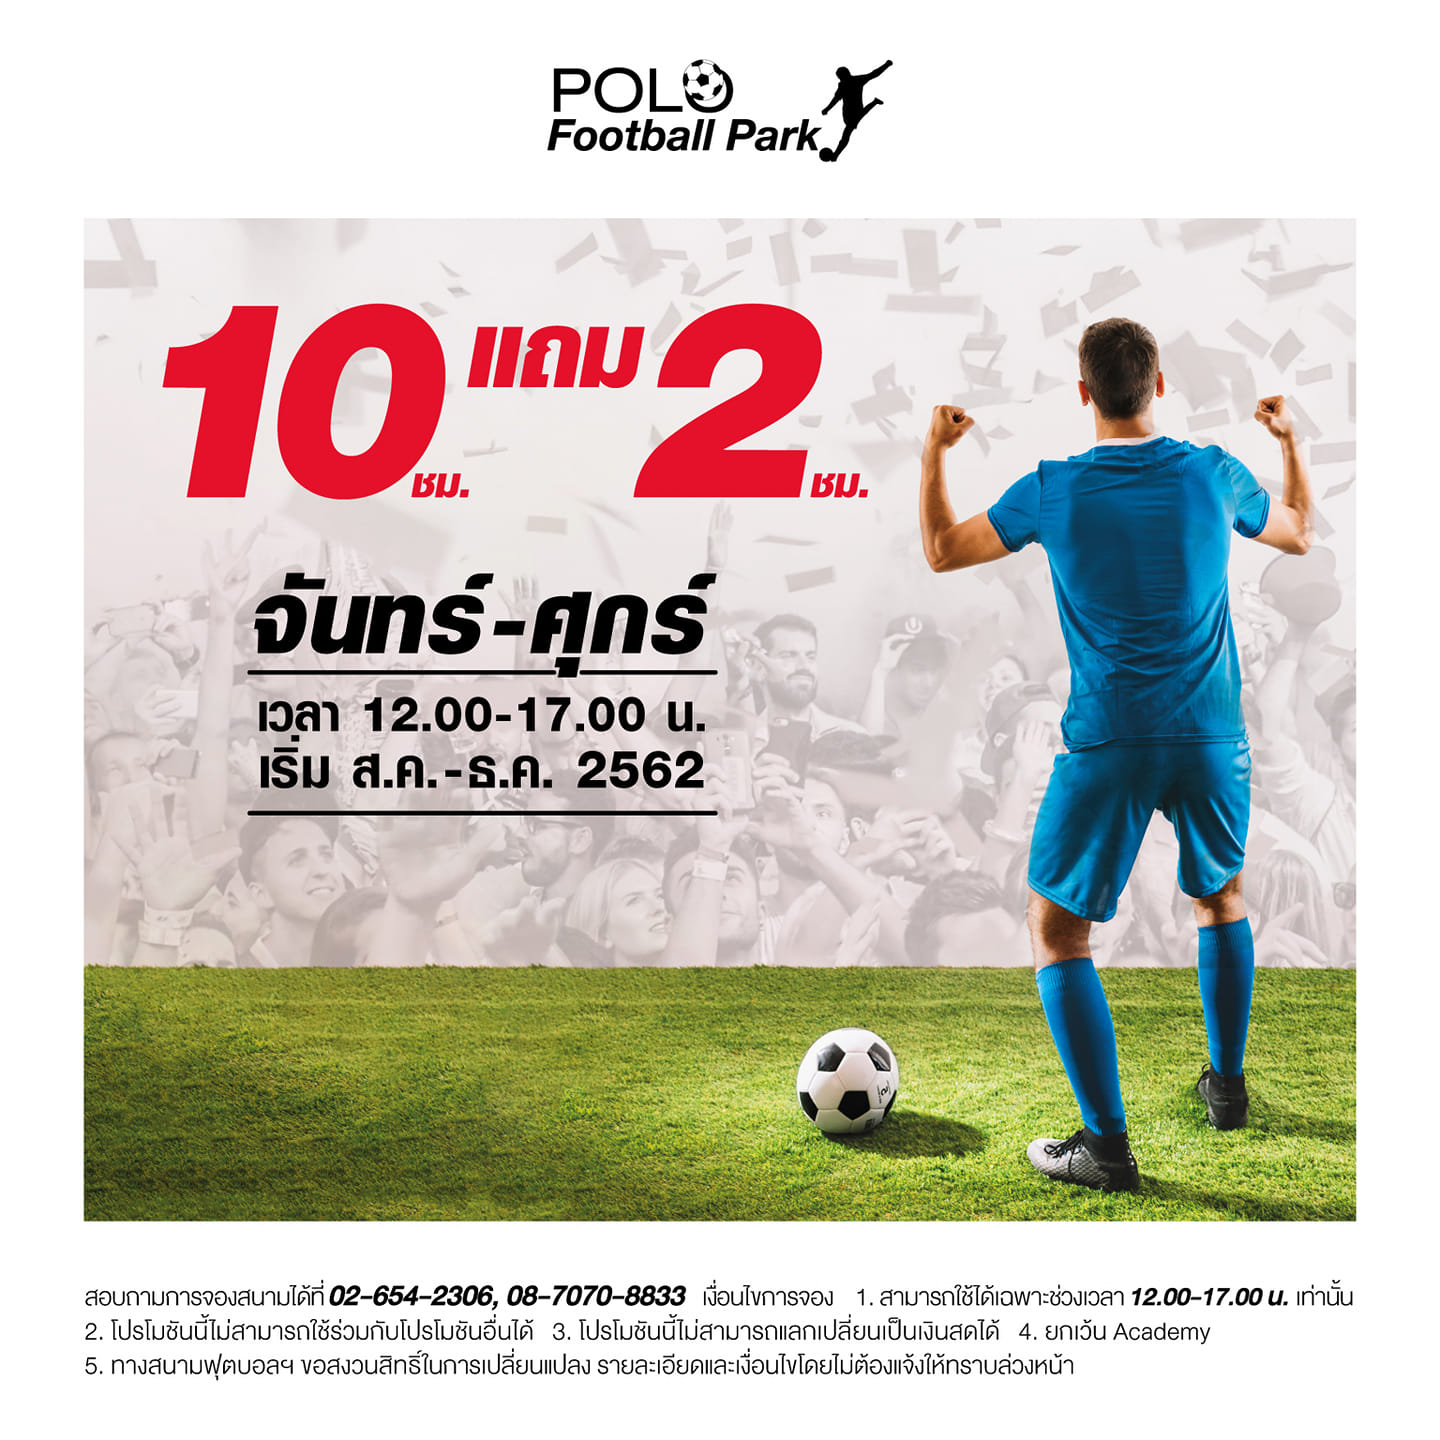 POLO
Football Park
10 ชม. แถม 2 ชม.
จันทร์-ศุกร์
เวลา 12.00-17.00 น.
เริ่ม ส.ค.-ธ.ค. 2562
สอบถามการจองสนามได้ที่ 02-654-2306, 08-7070-8833 เงื่อนไขการจอง 1. สามารถใช้ได้เฉพาะช่วงเวลา 12.00-17.00 น. เท่านั้น
2. โปรโมชันนี้ไม่สามารถใช้ร่วมกับโปรโมชันอื่นได้ 3. โปรโมชันนี้ไม่สามารถแลกเปลี่ยนเป็นเงินสดได้ 4. ยกเว้น Academy
5. ทางสนามฟุตบอลฯ ขอสงวนสิทธิ์ในการเปลี่ยนแปลง รายละเอียดและเงื่อนไขโดยไม่ต้องแจ้งให้ทราบล่วงหน้า